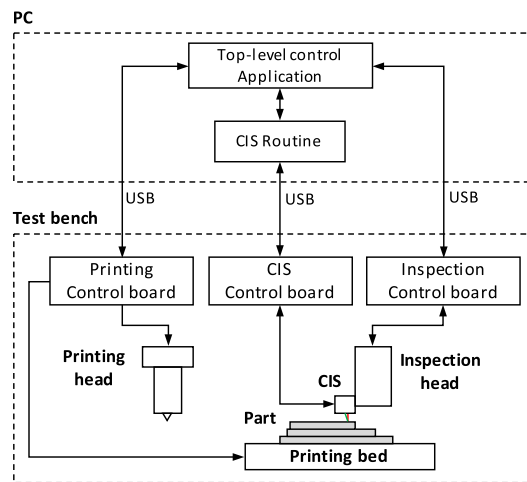 PC
Top-level control
Application
CIS Routine
USB
USB
USB
Test bench
Printing
Control board
CIS
Control board
Inspection
Control board
Printing
head
CIS
Inspection
head
Part
Printing bed